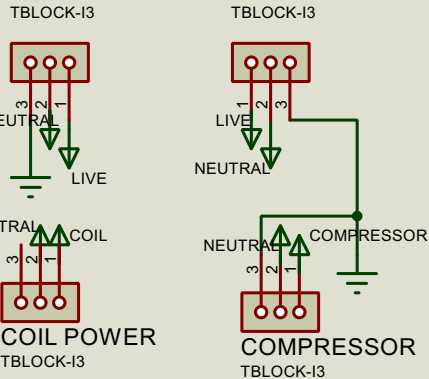 TBLOCK-I3
TBLOCK-I3
3
2
1
1
2
3
EUTRAL
LIVE
LIVE
NEUTRAL
TRAL
COIL
NEUTRAL
COMPRESSOR
3
2
1
3
2
1
COIL POWER
TBLOCK-I3
COMPRESSOR
TBLOCK-I3